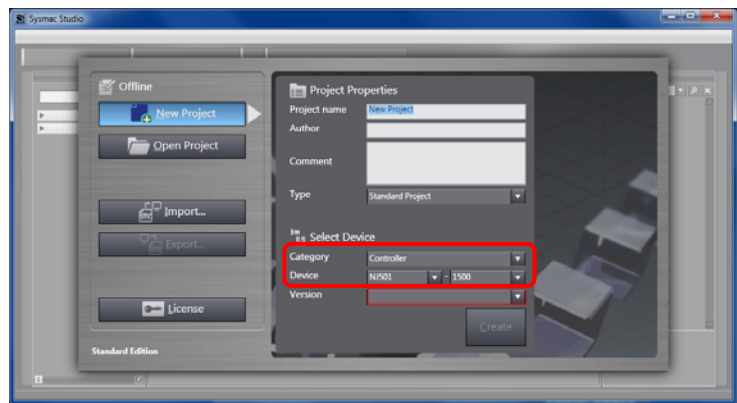 Sysmac Studio
Offline
New Project
Open Project
Import...
Export...
License
Standard Edition
Project Properties
Project name New Project
Author
Comment
Type Standard Project
Select Device
Category Controller
Device NJ501 - 1500
Version
Create